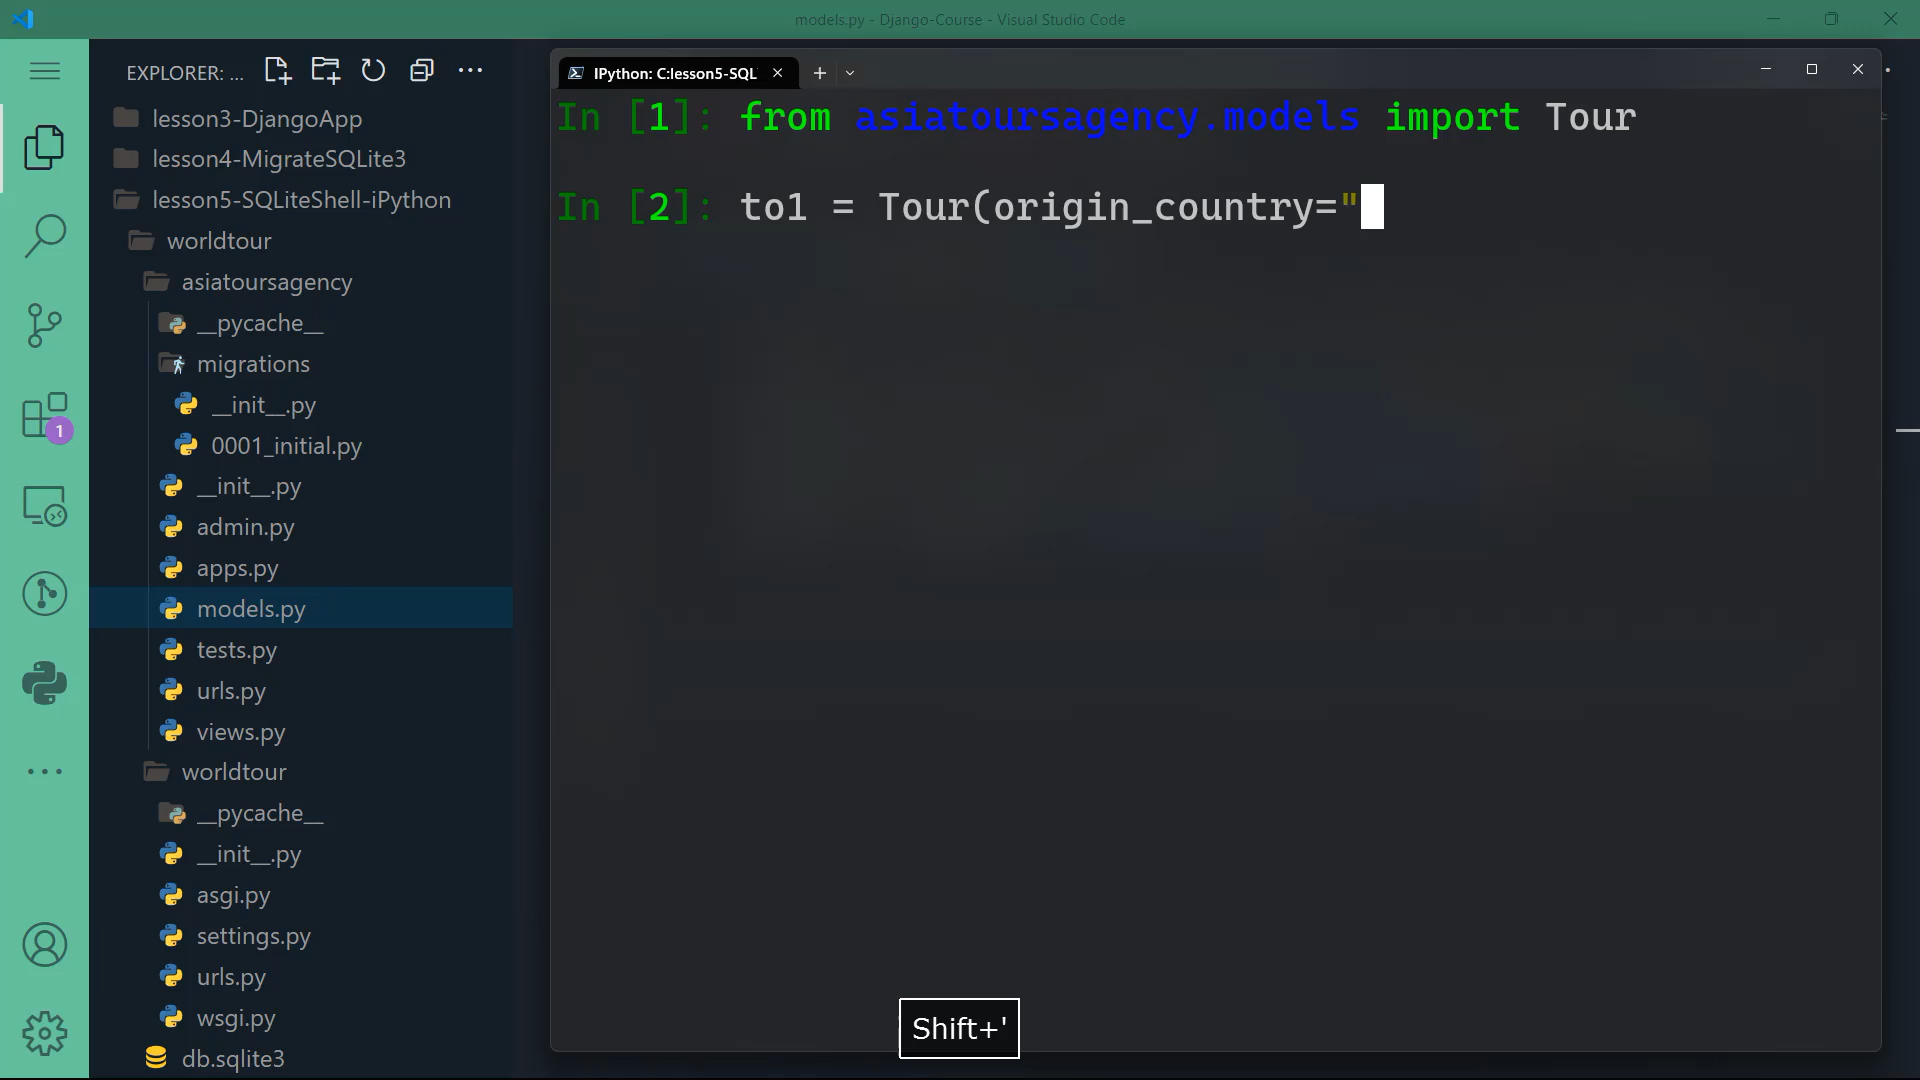 models.py - Django-Course - Visual Studio Code
EXPLORER: ...
lesson3-DjangoApp
lesson4-MigrateSQLite3
lesson5-SQLiteShell-iPython
worldtour
asiatoursagency
__pycache__
migrations
__init__.py
0001_initial.py
__init__.py
admin.py
apps.py
models.py
tests.py
urls.py
views.py
worldtour
__pycache__
__init__.py
asgi.py
settings.py
urls.py
wsgi.py
db.sqlite3
1
IPython: C:lesson5-SQL
In [1]: from asiatoursagency.models import Tour
In [2]: to1 = Tour(origin_country="
Shift+'